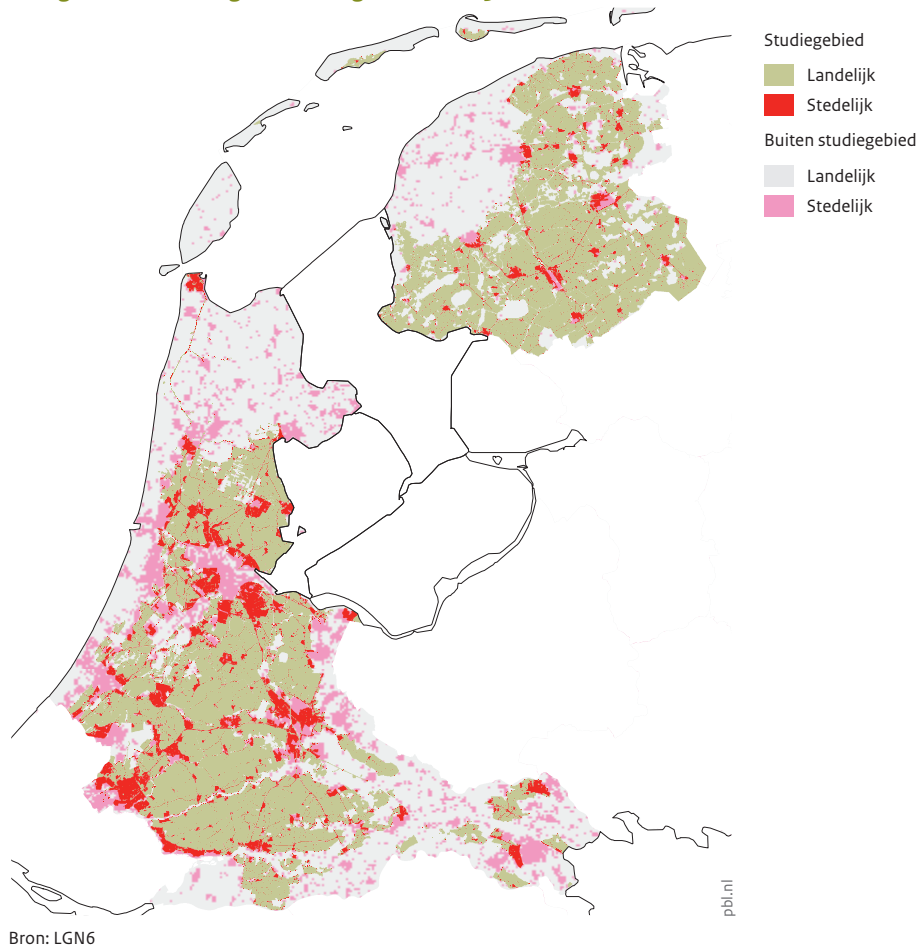 Studiegebied
Landelijk
Stedelijk
Buiten studiegebied
Landelijk
Stedelijk
pbl.nl
Bron: LGN6